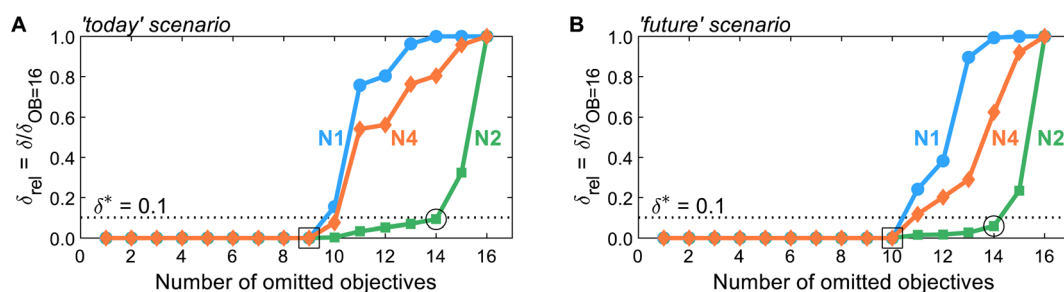 A 'today' scenario
1.0
0.8
0.6
0.4
0.2
0.0
δrel = δ/δOB=16
N1
N4
N2
δ* = 0.1
0 2 4 6 8 10 12 14 16
Number of omitted objectives
B 'future' scenario
1.0
0.8
0.6
0.4
0.2
0.0
δrel = δ/δOB=16
N1
N4
N2
δ* = 0.1
0 2 4 6 8 10 12 14 16
Number of omitted objectives